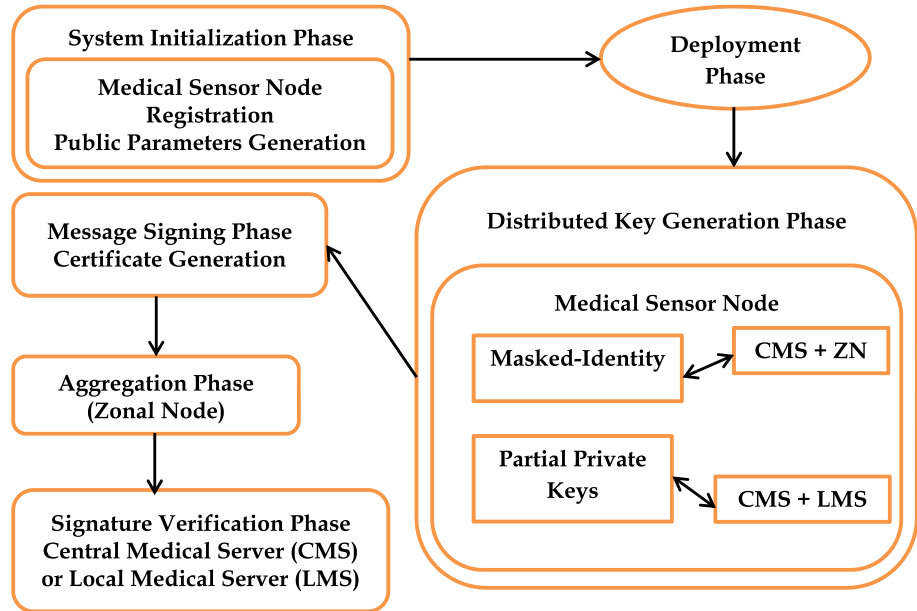 System Initialization Phase
Medical Sensor Node
Registration
Public Parameters Generation
Deployment
Phase
Distributed Key Generation Phase
Medical Sensor Node
Masked-Identity
CMS + ZN
Partial Private
Keys
CMS + LMS
Message Signing Phase
Certificate Generation
Aggregation Phase
(Zonal Node)
Signature Verification Phase
Central Medical Server (CMS)
or Local Medical Server (LMS)